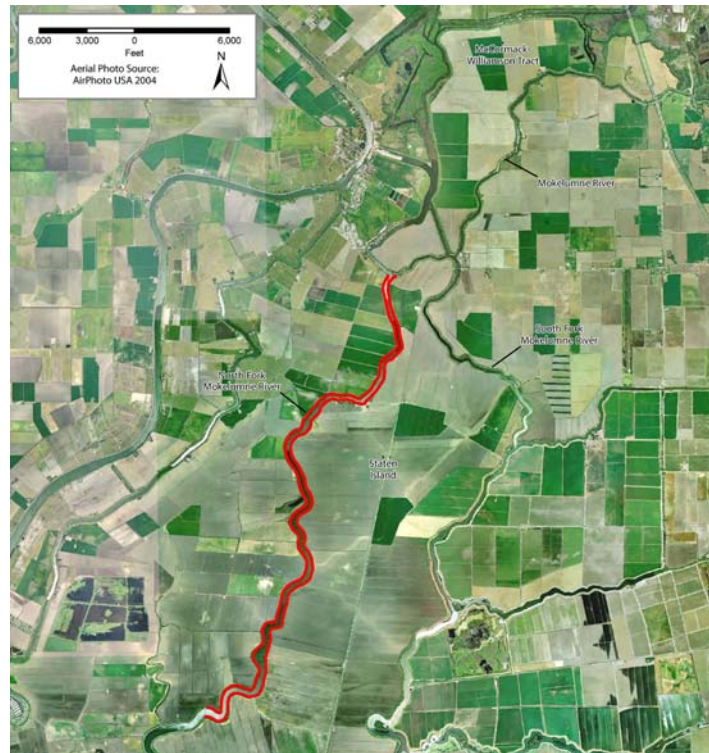 6,000 3,000 0 6,000
Feet
Aerial Photo Source:
AirPhoto USA 2004
N
McCormack-
Williamson Tract
Mokelumne River
South Fork
Mokelumne River
North Fork
Mokelumne River
Staten
Island